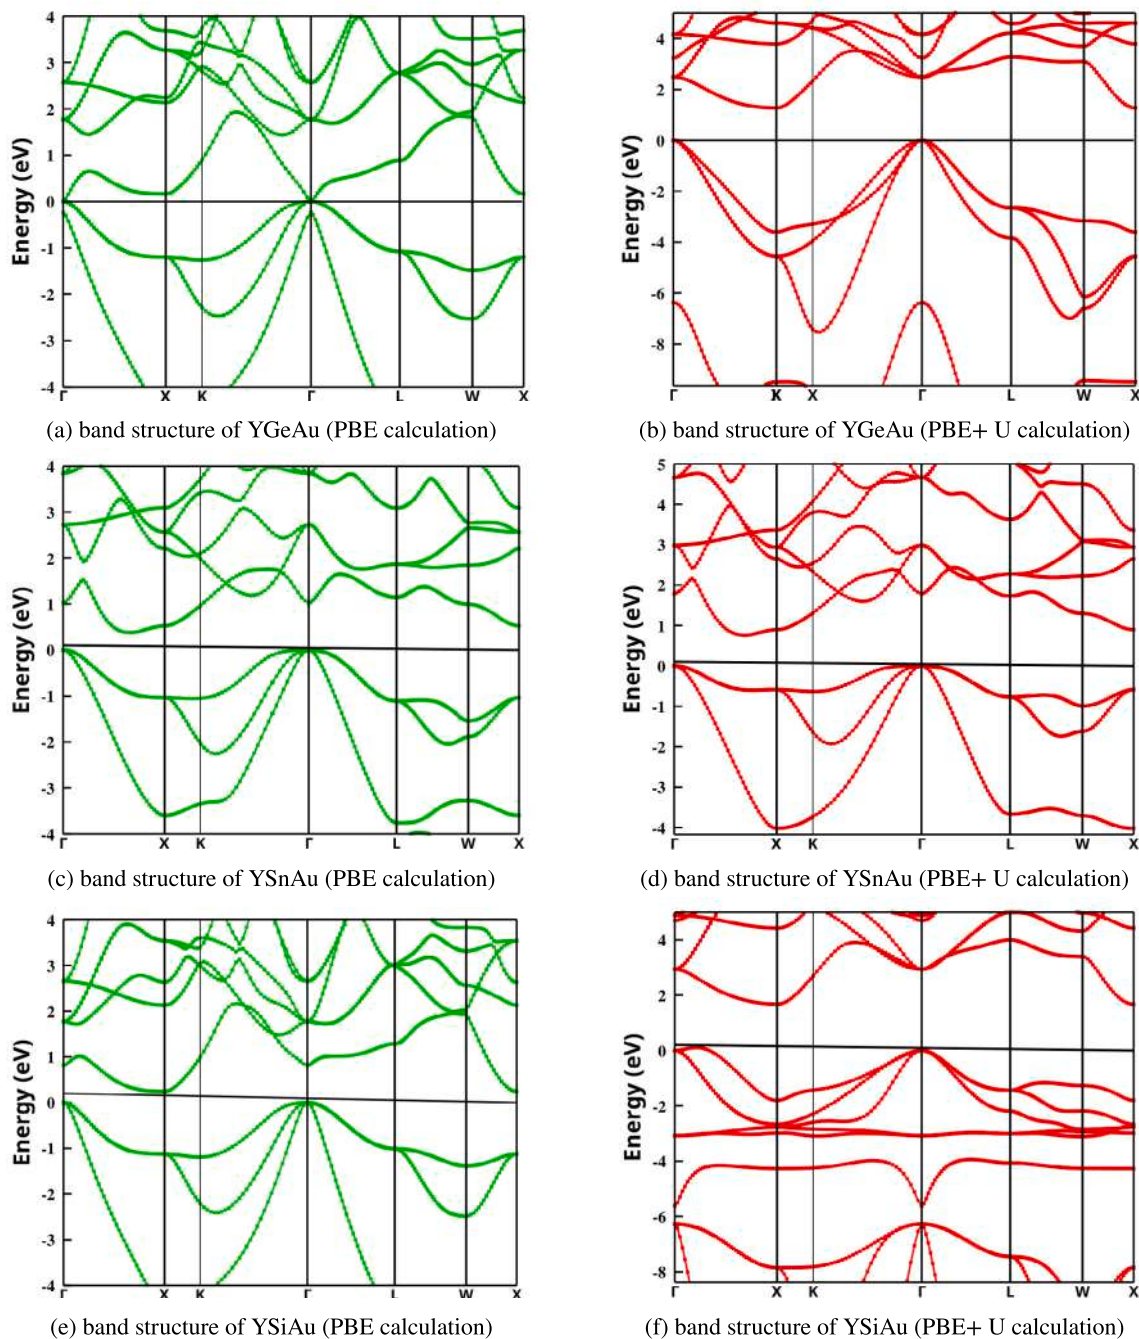 4
3
2
1
0
-1
-2
-3
-4
Energy (eV)
Γ X K Γ L W X
(a) band structure of YGeAu (PBE calculation)
4
2
0
-2
-4
-6
-8
Energy (eV)
Γ X X Γ L W X
(b) band structure of YGeAu (PBE+ U calculation)
4
3
2
1
0
-1
-2
-3
-4
Energy (eV)
Γ X K Γ L W X
(c) band structure of YSnAu (PBE calculation)
5
4
3
2
1
0
-1
-2
-3
-4
Energy (eV)
Γ X K Γ L W X
(d) band structure of YSnAu (PBE+ U calculation)
4
3
2
1
0
-1
-2
-3
-4
Energy (eV)
Γ X K Γ L W X
(e) band structure of YSiAu (PBE calculation)
4
2
0
-2
-4
-6
-8
Energy (eV)
Γ X K Γ L W X
(f) band structure of YSiAu (PBE+ U calculation)